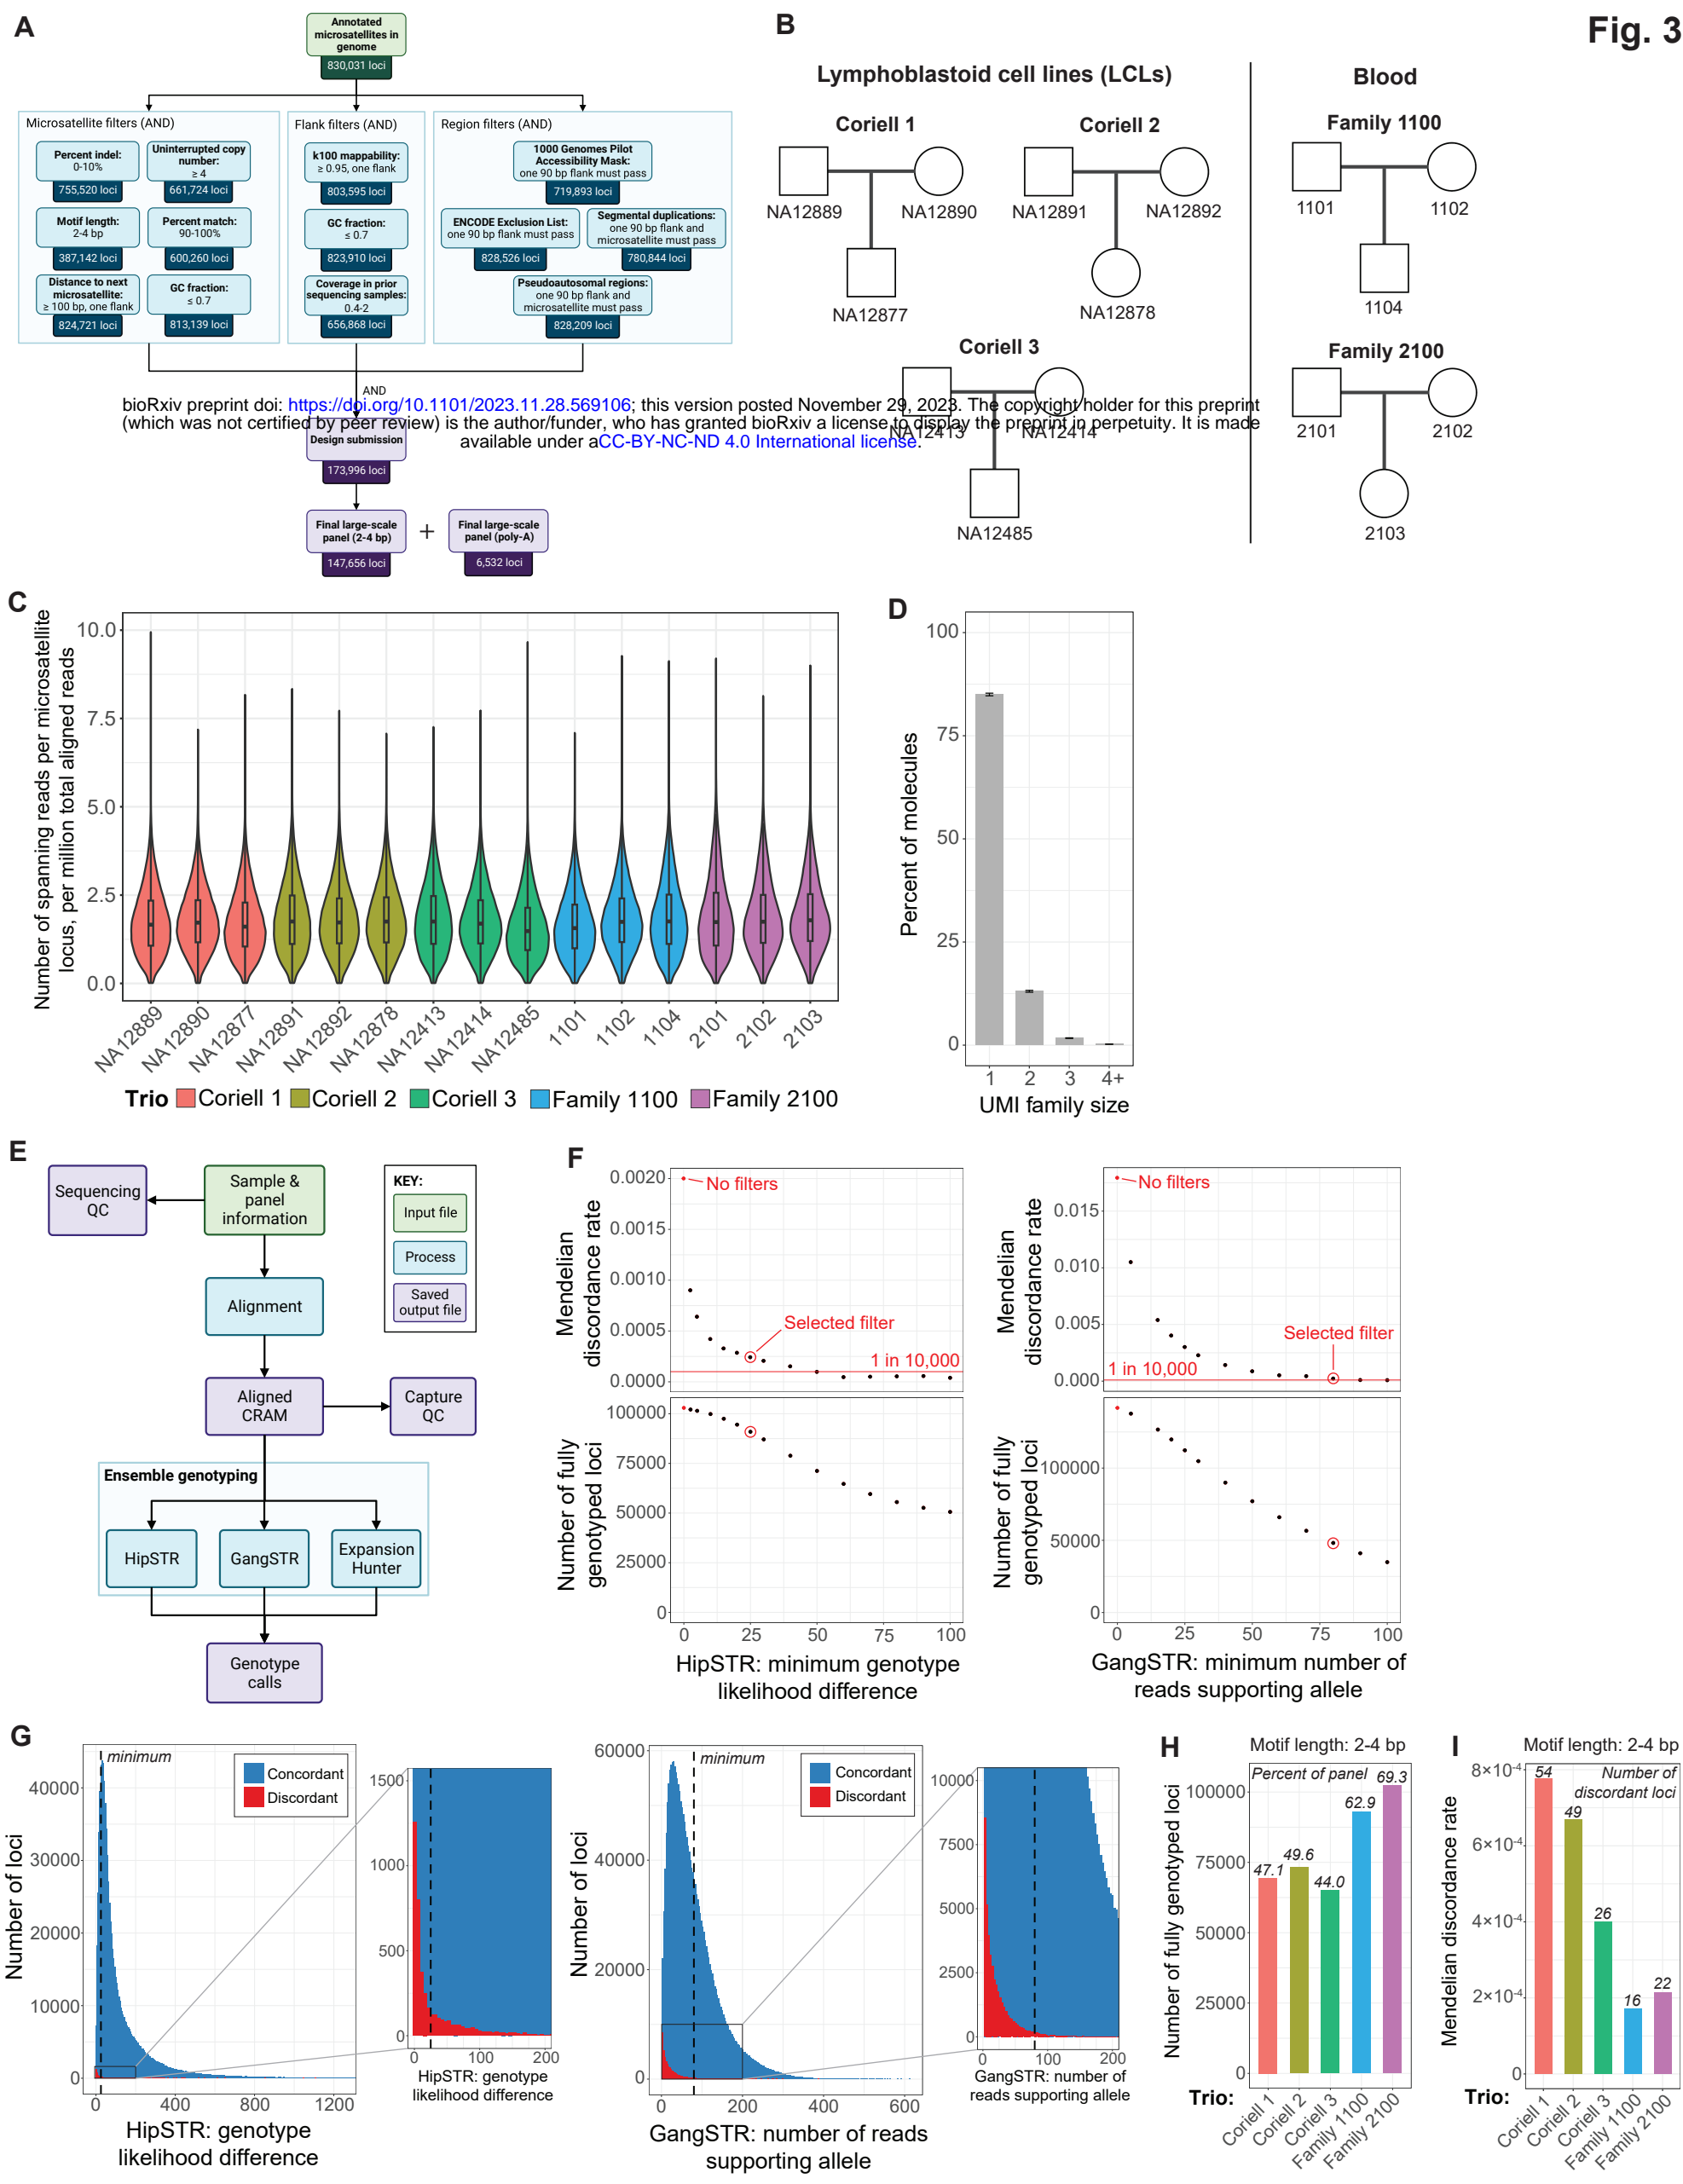 Fig. 3
A
Annotated
microsatellites in
genome
830,031 loci
Microsatellite filters (AND)
Percent indel:
0-10%
755,520 loci
Uninterrupted copy
number:
≥ 4
661,724 loci
Motif length:
2-4 bp
387,142 loci
Percent match:
90-100%
600,260 loci
Distance to next
microsatellite:
≥ 100 bp, one flank
824,721 loci
GC fraction:
≤ 0.7
813,139 loci
Flank filters (AND)
k100 mappability:
≥ 0.95, one flank
803,595 loci
GC fraction:
≤ 0.7
823,910 loci
Coverage in prior
sequencing samples:
0.4-2
656,868 loci
Region filters (AND)
1000 Genomes Pilot
Accessibility Mask:
one 90 bp flank must pass
719,893 loci
ENCODE Exclusion List:
one 90 bp flank must pass
828,526 loci
Segmental duplications:
one 90 bp flank and
microsatellite must pass
780,844 loci
Pseudoautosomal regions:
one 90 bp flank and
microsatellite must pass
828,209 loci
AND
bioRxiv preprint doi: https://doi.org/10.1101/2023.11.28.569106; this version posted November 29, 2023. The copyright holder for this preprint
(which was not certified by peer review) is the author/funder, who has granted bioRxiv a license to display the preprint in perpetuity. It is made
available under aCC-BY-NC-ND 4.0 International license.
Design submission
173,996 loci
Final large-scale
panel (2-4 bp)
147,656 loci
+
Final large-scale
panel (poly-A)
6,532 loci
B
Lymphoblastoid cell lines (LCLs)
Blood
Coriell 1
NA12889
NA12890
NA12877
Coriell 2
NA12891
NA12892
NA12878
Coriell 3
NA12413
NA12414
NA12485
Family 1100
1101
1102
1104
Family 2100
2101
2102
2103
C
Number of spanning reads per microsatellite
locus, per million total aligned reads
10.0
7.5
5.0
2.5
0.0
NA12889
NA12890
NA12877
NA12891
NA12892
NA12878
NA12413
NA12414
NA12485
1101
1102
1104
2101
2102
2103
Trio
Coriell 1
Coriell 2
Coriell 3
Family 1100
Family 2100
D
Percent of molecules
100
75
50
25
0
1
2
3
4+
UMI family size
E
Sequencing
QC
Sample &
panel
information
Alignment
Aligned
CRAM
Capture
QC
Ensemble genotyping
HipSTR
GangSTR
Expansion
Hunter
Genotype
calls
KEY:
Input file
Process
Saved
output file
F
Mendelian
discordance rate
0.0020
0.0015
0.0010
0.0005
0.0000
No filters
Selected filter
1 in 10,000
Number of fully
genotyped loci
100000
75000
50000
25000
0
0
25
50
75
100
HipSTR: minimum genotype
likelihood difference
Mendelian
discordance rate
0.015
0.010
0.005
0.000
No filters
Selected filter
1 in 10,000
Number of fully
genotyped loci
100000
50000
0
0
25
50
75
100
GangSTR: minimum number of
reads supporting allele
G
Number of loci
40000
30000
20000
10000
0
minimum
Concordant
Discordant
0
400
800
1200
HipSTR: genotype
likelihood difference
1500
1000
500
0
0
100
200
HipSTR: genotype
likelihood difference
Number of loci
60000
40000
20000
0
minimum
Concordant
Discordant
0
200
400
600
GangSTR: number of reads
supporting allele
10000
7500
5000
2500
0
0
100
200
GangSTR: number of
reads supporting allele
H
Motif length: 2-4 bp
Number of fully genotyped loci
Percent of panel
100000
75000
50000
25000
0
47.1
49.6
44.0
62.9
69.3
Trio:
Coriell 1
Coriell 2
Coriell 3
Family 1100
Family 2100
I
Motif length: 2-4 bp
Mendelian discordance rate
Number of
discordant loci
8×10⁻⁴
6×10⁻⁴
4×10⁻⁴
2×10⁻⁴
0
54
49
26
16
22
Trio:
Coriell 1
Coriell 2
Coriell 3
Family 1100
Family 2100